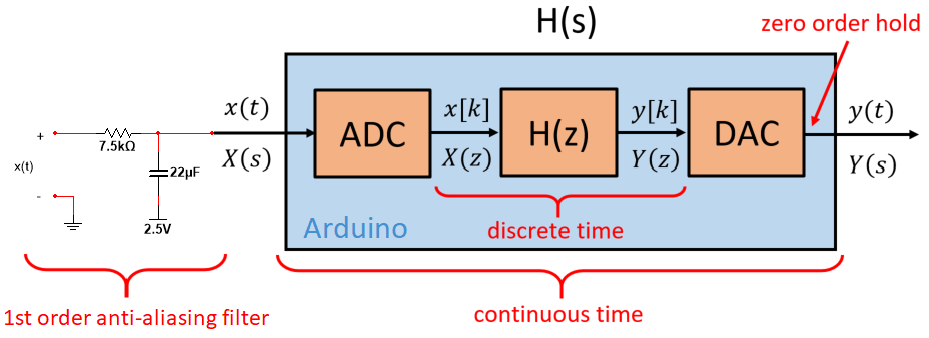 H(s)
zero order hold
x(t)
x[k]
y[k]
y(t)
+
7.5kΩ
ADC
H(z)
DAC
x(t)
X(s)
X(z)
Y(z)
Y(s)
22μF
-
2.5V
Arduino
discrete time
1st order anti-aliasing filter
continuous time